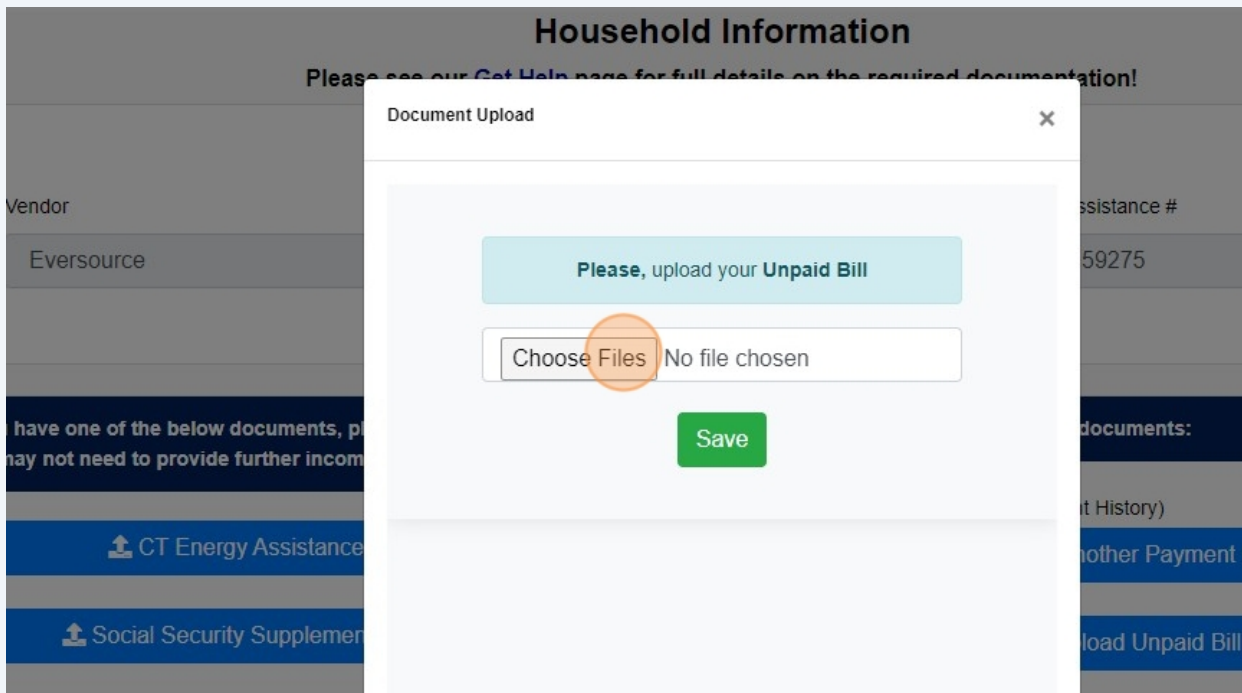 Household Information
Please see our Get Help page for full details on the required documentation!
Document Upload
×
Vendor
ssistance #
Eversource
59275
Please, upload your Unpaid Bill
Choose Files No file chosen
Save
have one of the below documents, pl
documents:
may not need to provide further incom
t History)
CT Energy Assistance
nother Payment
Social Security Supplemen
load Unpaid Bill